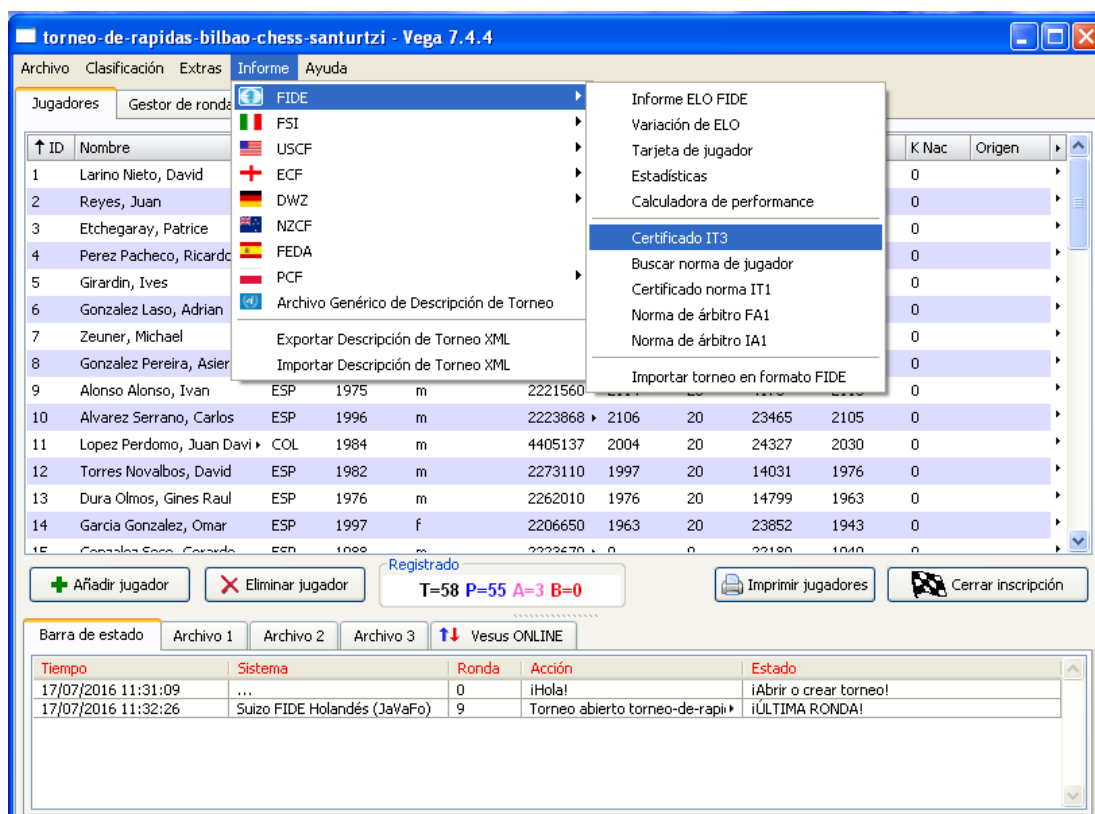 torneo-de-rapidas-bilbao-chess-santurtzi - Vega 7.4.4
Archivo Clasificación Extras Informe Ayuda
Jugadores Gestor de ronda
FIDE
FSI
USCF
ECF
DWZ
NZCF
FEDA
PCF
Archivo Genérico de Descripción de Torneo
Exportar Descripción de Torneo XML
Importar Descripción de Torneo XML
Informe ELO FIDE
Variación de ELO
Tarjeta de jugador
Estadísticas
Calculadora de performance
Certificado IT3
Buscar norma de jugador
Certificado norma IT1
Norma de árbitro FA1
Norma de árbitro IA1
Importar torneo en formato FIDE
ID Nombre K Nac Origen
1 Larino Nieto, David 0
2 Reyes, Juan 0
3 Etchegaray, Patrice 0
4 Perez Pacheco, Ricardo 0
5 Girardin, Ives 0
6 Gonzalez Laso, Adrian 0
7 Zeuner, Michael 0
8 Gonzalez Pereira, Asier 0
9 Alonso Alonso, Ivan ESP 1975 m 2221560 0
10 Alvarez Serrano, Carlos ESP 1996 m 2223868 2106 20 23465 2105 0
11 Lopez Perdomo, Juan Davi COL 1984 m 4405137 2004 20 24327 2030 0
12 Torres Novalbos, David ESP 1982 m 2273110 1997 20 14031 1976 0
13 Dura Olmos, Gines Raul ESP 1976 m 2262010 1976 20 14799 1963 0
14 Garcia Gonzalez, Omar ESP 1997 f 2206650 1963 20 23852 1943 0
Añadir jugador Eliminar jugador Registrado T=58 P=55 A=3 B=0 Imprimir jugadores Cerrar inscripción
Barra de estado Archivo 1 Archivo 2 Archivo 3 Vesus ONLINE
Tiempo Sistema Ronda Acción Estado
17/07/2016 11:31:09 ... 0 ¡Hola! ¡Abrir o crear torneo!
17/07/2016 11:32:26 Suizo FIDE Holandés (JaVaFo) 9 Torneo abierto torneo-de-rapi ¡ÚLTIMA RONDA!